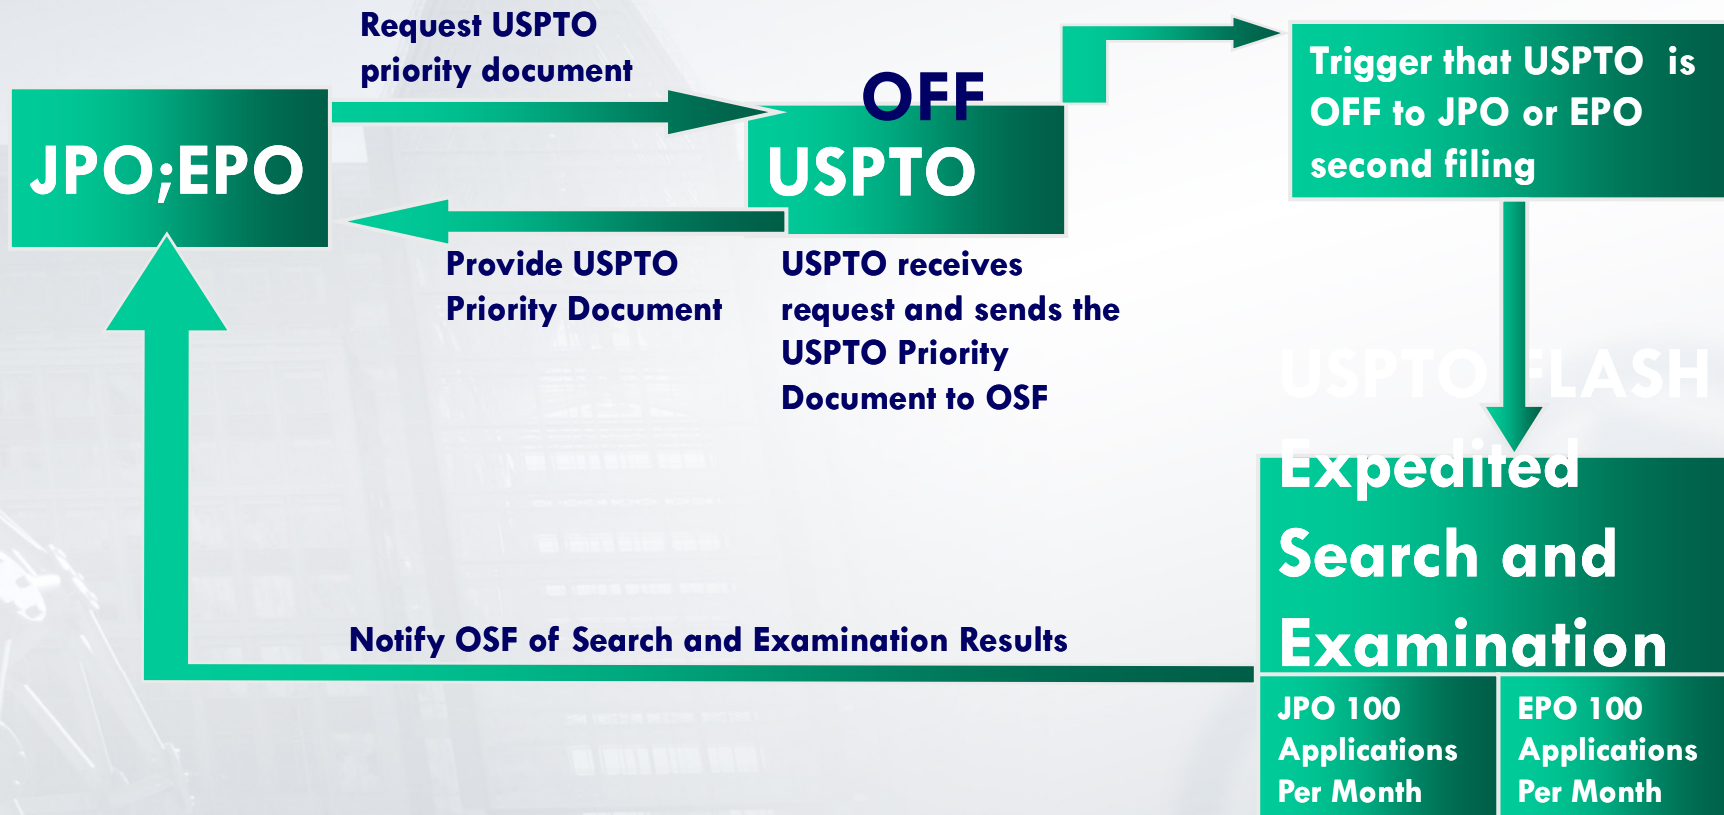 Request USPTO
priority document
JPO;EPO
OFF
USPTO
Trigger that USPTO is
OFF to JPO or EPO
second filing
Provide USPTO
Priority Document
USPTO receives
request and sends the
USPTO Priority
Document to OSF
USPTO FLASH
Expedited
Search and
Examination
Notify OSF of Search and Examination Results
JPO 100
Applications
Per Month
EPO 100
Applications
Per Month